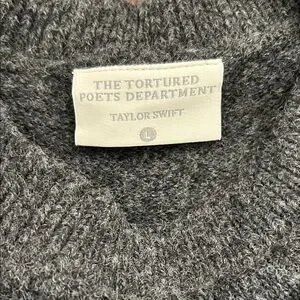 THE TORTURED
POETS DEPARTMENT
TAYLOR SWIFT
L